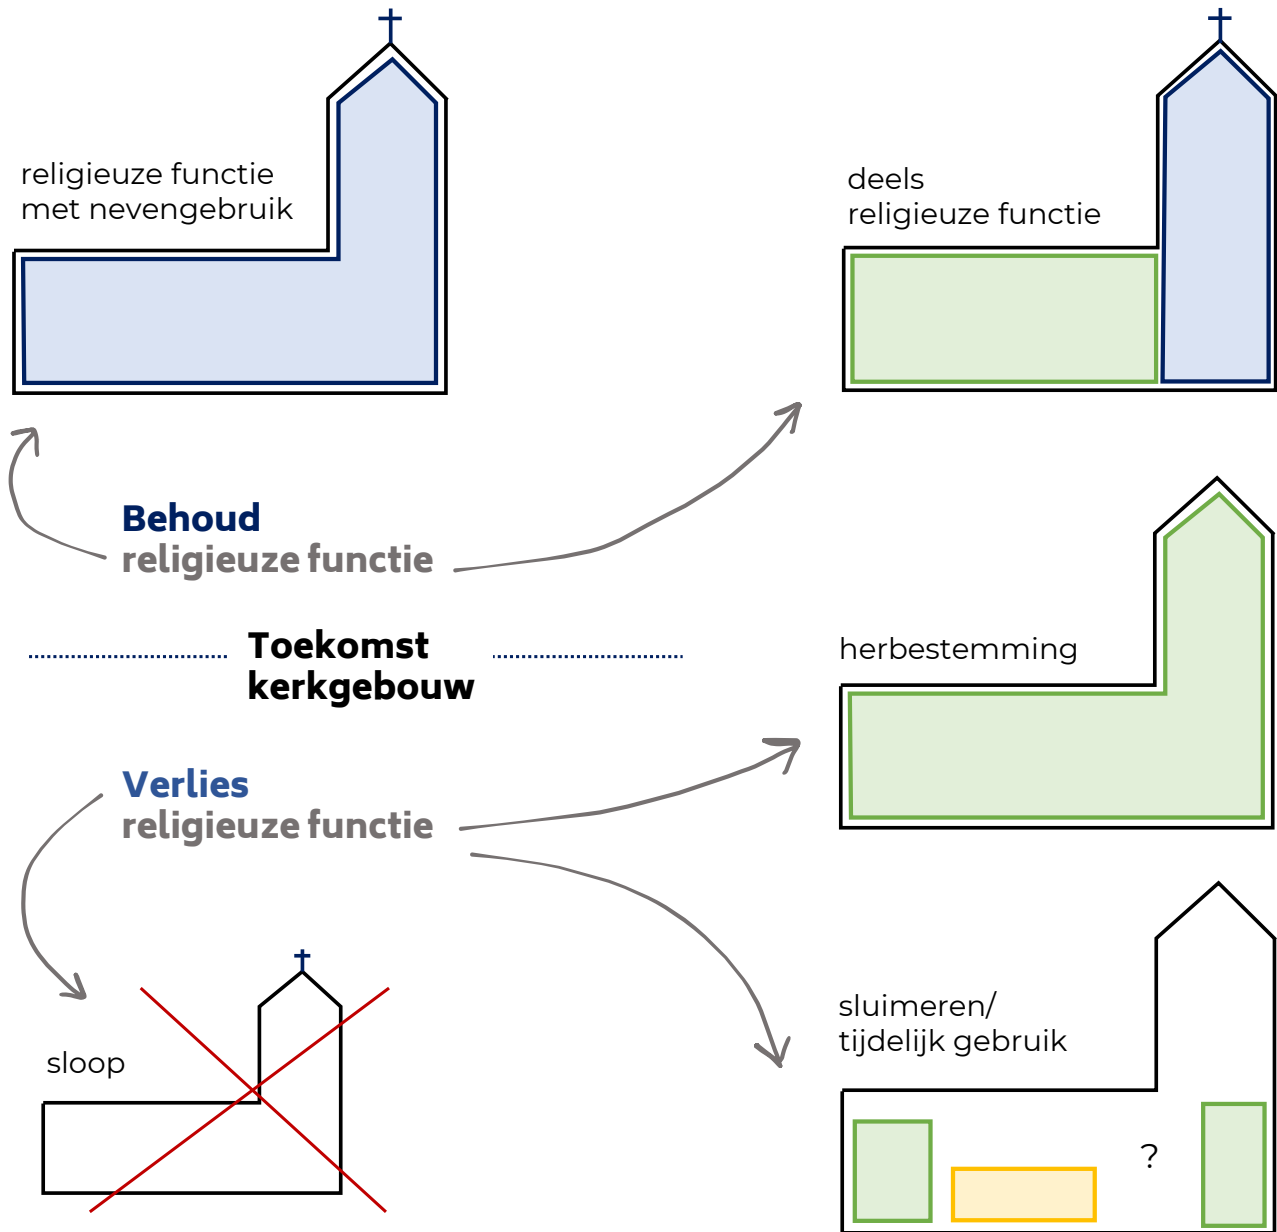 religieuze functie
met nevengebruik
deels
religieuze functie
Behoud
religieuze functie
Toekomst
kerkgebouw
herbestemming
Verlies
religieuze functie
sloop
sluimeren/
tijdelijk gebruik
?